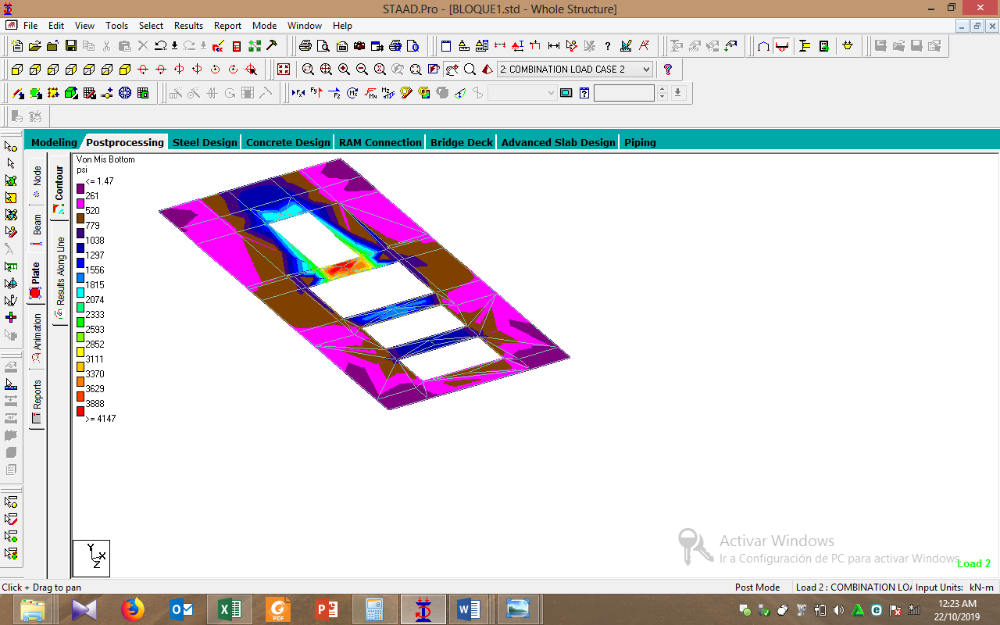 STAAD.Pro - [BLOQUE1.std - Whole Structure]
File Edit View Tools Select Results Report Mode Window Help
2: COMBINATION LOAD CASE 2
Modeling Postprocessing Steel Design Concrete Design RAM Connection Bridge Deck Advanced Slab Design Piping
Node
Beam
Plate
Animation
Reports
Contour
Results Along Line
Von Mis Bottom
psi
<= 1.47
261
520
779
1038
1297
1556
1815
2074
2333
2593
2852
3111
3370
3629
3888
>= 4147
Y
X
Z
Activar Windows
Ir a Configuración de PC para activar Windows.
Load 2
Click + Drag to pan
Post Mode
Load 2 : COMBINATION LOA
Input Units: kN-m
12:23 AM
22/10/2019